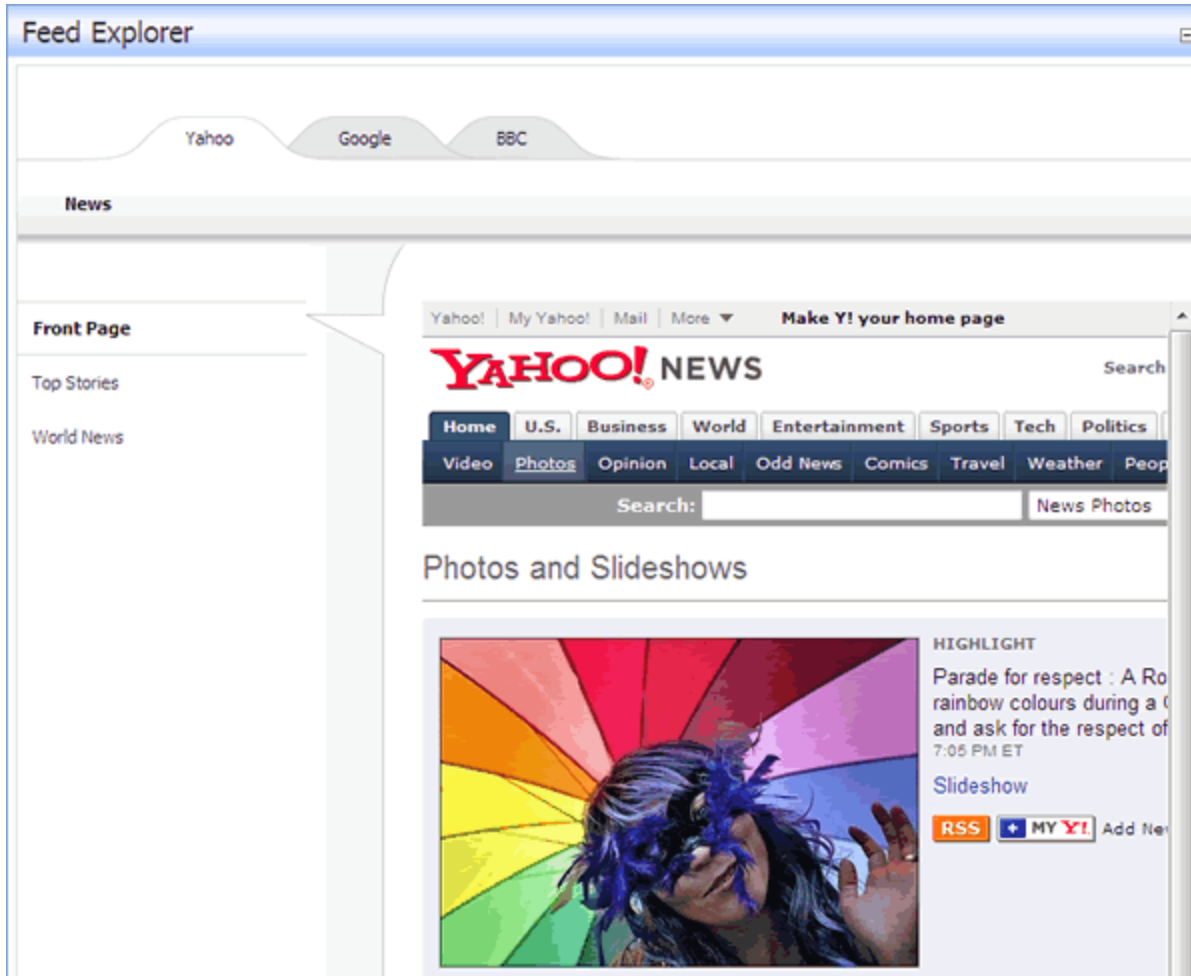 Feed Explorer
Yahoo Google BBC
News
Front Page
Top Stories
World News
Yahoo! My Yahoo! Mail More Make Y! your home page
YAHOO! NEWS Search
Home U.S. Business World Entertainment Sports Tech Politics
Video Photos Opinion Local Odd News Comics Travel Weather Peop
Search: News Photos
Photos and Slideshows
HIGHLIGHT
Parade for respect : A Ro
rainbow colours during a
and ask for the respect of
7:05 PM ET
Slideshow
RSS + MY Y! Add Ne